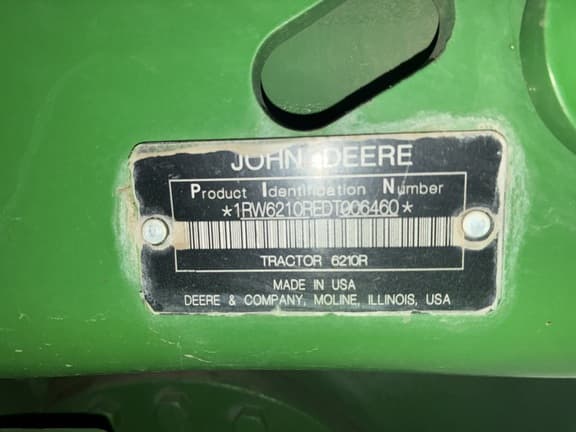 JOHN DEERE
Product Identification Number
*1RW6210REDT006460*
TRACTOR 6210R
MADE IN USA
DEERE & COMPANY, MOLINE, ILLINOIS, USA